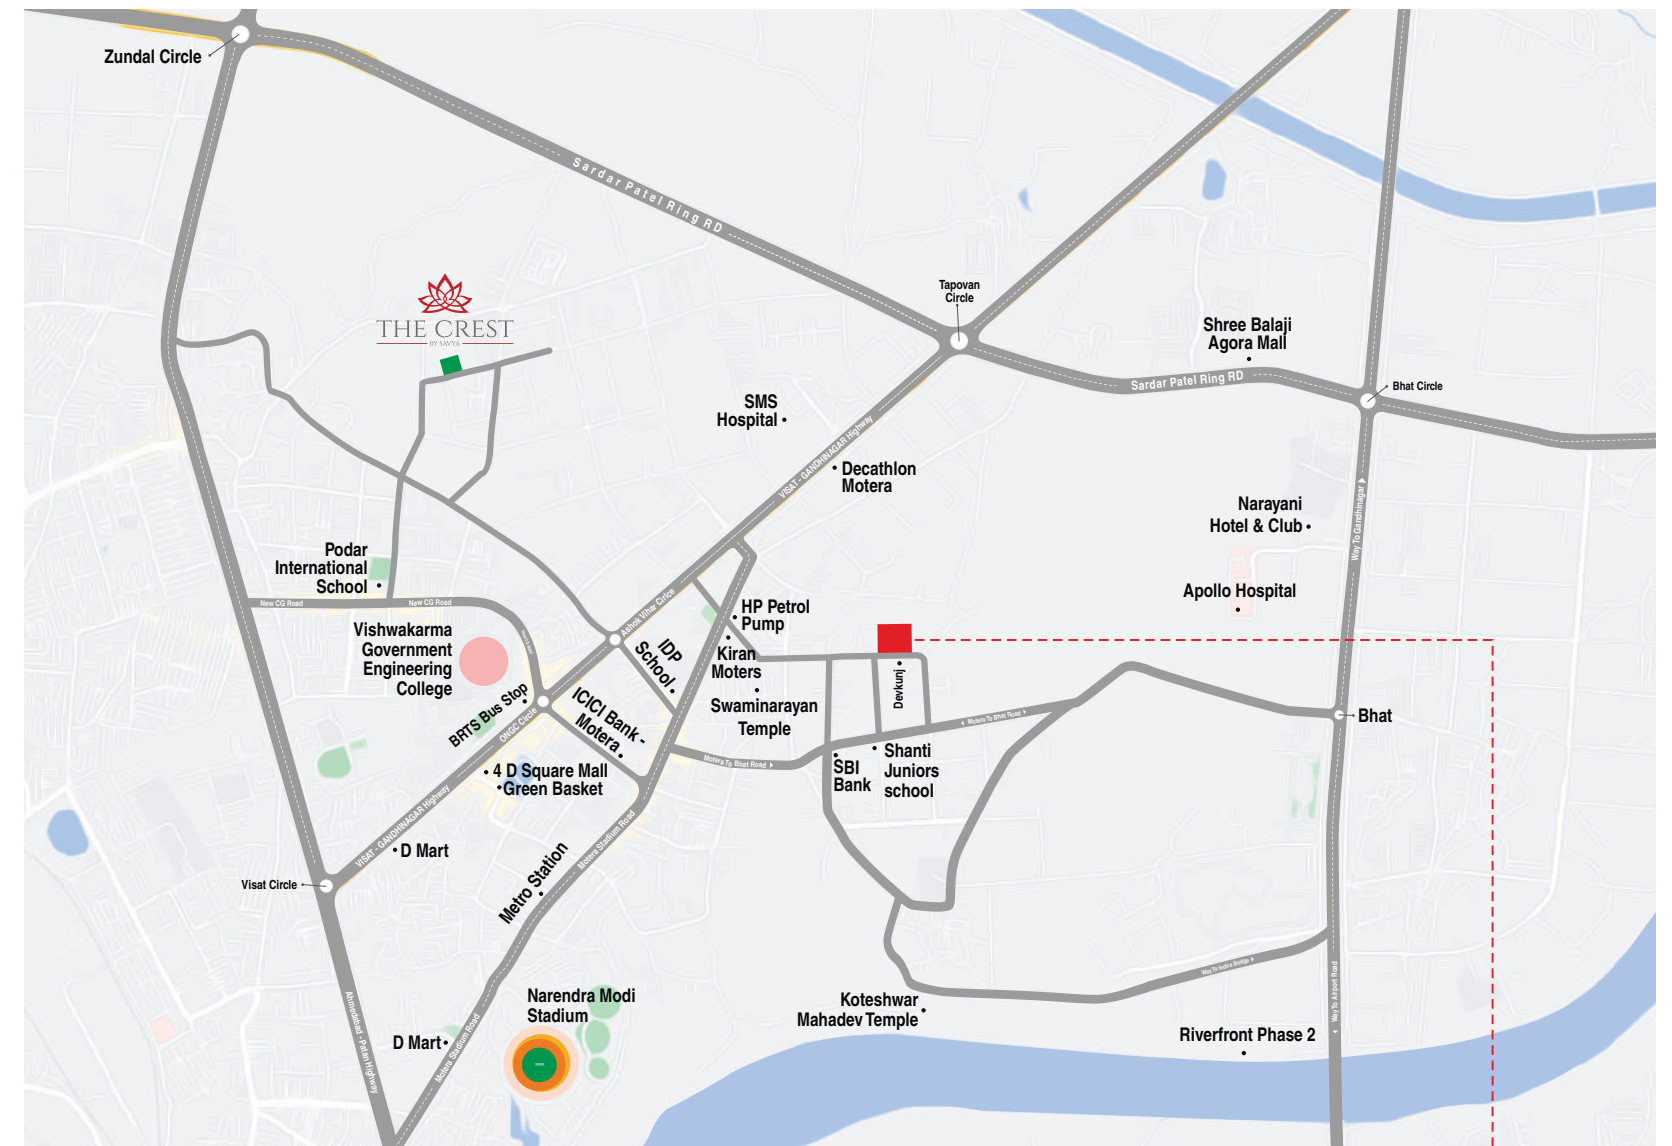 Zundal Circle
Sardar Patel Ring RD
THE CREST
BY SAVYA
Tapovan
Circle
Shree Balaji
Agora Mall
Sardar Patel Ring RD
Bhat Circle
SMS
Hospital
VISAT - GANDHINAGAR Highway
Decathlon
Motera
Narayani
Hotel & Club
Way To Gandhinagar
Podar
International
School
Apollo Hospital
New CG Road
New CG Road
Ashok Vihar Cirlce
HP Petrol
Pump
Vishwakarma
Government
Engineering
College
IDP
School
Kiran
Moters
Devkunj
Swaminarayan
Temple
BRTS Bus Stop
ONGC Circle
ICICI Bank -
Motera
Motera To Bhat Road
Bhat
Motera To Bhat Road
SBI
Bank
Shanti
Juniors
school
4 D Square Mall
Green Basket
VISAT - GANDHINAGAR Highway
D Mart
Motera Stadium Road
Visat Circle
Metro Station
Way To Indira Bridge
Way To Airport Road
Ahmedabad - Patan Highway
Narendra Modi
Stadium
Koteshwar
Mahadev Temple
D Mart
Motera Stadium Road
Riverfront Phase 2